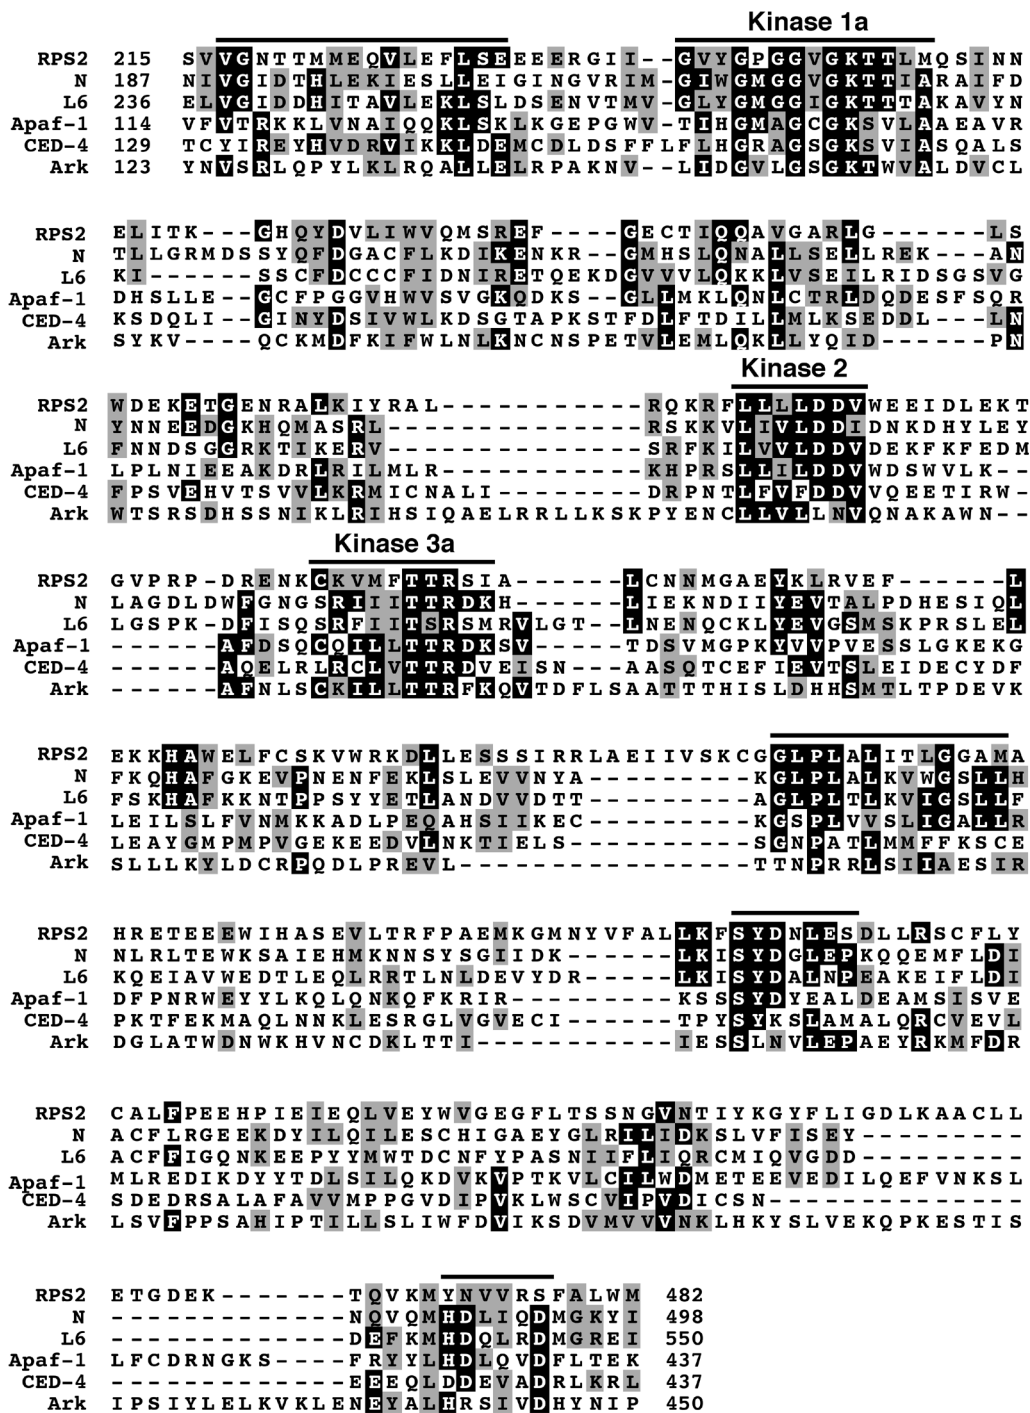 Kinase 1a
RPS2 215 SVVGNTTMMEQVLEFLSEEEERGII--GVYGPGGVGKTTLMQSINN
N 187 NIVGIDTHLEKIESLLEIGINGVRIM-GIWGMGGVGKTTIARAIFD
L6 236 ELVGIDDHITAVLEKLSLDSENVTMV-GLYGMGGIGKTTTAKAVYN
Apaf-1 114 VFVTRKKLVNAIQQKLSKLKGEPGWV-TIHGMAGCGKSVLAAEAVR
CED-4 129 TCYIREYHVDRVIKKLDEMCDLDSFFLFLHGRAGSGKSVIASQALS
Ark 123 YNVSRLQPYLKLRQALLELRPAKNV--LIDGVLGSGKTWVALDVCL
RPS2 ELITK---GHQYDVLIWVQMSREF----GECTIQQAVGARLG------LS
N TLLGRMDSSYQFDGACFLKDIKENKR--GMHSLQNALLSELLREK---AN
L6 KI-----SSCFDCCCFIDNIRETQEKDGVVVLQKKLVSEILRIDSGSVG
Apaf-1 DHSLLE--GCFPGGVHWVSVGKQDKS--GLLMKLQNLCTRLDQDESFSQR
CED-4 KSDQLI--GINYDSIVWLKDSGTAPKSTFDLFTDILLMLKSEDDL---LN
Ark SYKV----QCKMDFKIFWLNLKNCNSPETVLEMLQKLLYQID------PN
Kinase 2
RPS2 WDEKETGENRALKIYRAL-----------RQKRFLLLLDDVWEEIDLEKT
N YNNEEDGKHQMASRL--------------RSKKVLIVLDDIDNKDHYLEY
L6 FNNDSGGRKTIKERV--------------SRFKILVVLDDVDEKFKFEDM
Apaf-1 LPLNIEEAKDRLRILMLR-----------KHPRSLLILDDVWDSWVLK--
CED-4 FPSVEHVTSVVLKRMICNALI--------DRPNTLFVFDDVVQEETIRW-
Ark WTSRSDHSSNIKLRIHSIQAELRRLLKSKPYENCLLVLLNVQNAKAWN--
Kinase 3a
RPS2 GVPRP-DRENKCKVMFTTRSIA------LCNNMGAEYKLRVEF------L
N LAGDLDWFGNGSRIIITTRDKH------LIEKNDIIYEVTALPDHESIQL
L6 LGSPK-DFISQSRFIITSRSMRVLGT--LNENQCKLYEVGSMSKPRSLEL
Apaf-1 ------AFDSQCQILLTTRDKSV-----TDSVMGPKYVVPVESSLGKEKG
CED-4 ------AQELRLRCLVTTRDVEISN---AASQTCEFIEVTSLEIDECYDF
Ark ------AFNLSCKILLTTRFKQVTDFLSAATTTHISLDHHSMTLTPDEVK
RPS2 EKKHAWELFCSKVWRKDLLESSSIRRLAEIIVSKCGGLPLALITLGGAMA
N FKQHAFGKEVPNENFEKLSLEVVNYA---------KGLPLALKVWGSLLH
L6 FSKHAFKKNTPPSYYETLANDVVDTT---------AGLPLTLKVIGSLLF
Apaf-1 LEILSLFVNMKKADLPEQAHSIIKEC---------KGSPLVVSLIGALLR
CED-4 LEAYGMPMPVGEKEEDVLNKTIELS----------SGNPATLMMFFKSCE
Ark SLLLKYLDCRPQDLPREVL----------------TTNPRRLSIIAESIR
RPS2 HRETEEEWIHASEVLTRFPAEMKGMNYVFALLKFSYDNLESDLLRSCFLY
N NLRLTEWKSAIEHMKNNSYSGIIDK------LKISYDGLEPKQQEMFLDI
L6 KQEIAVWEDTLEQLRRTLNLDEVYDR-----LKISYDALNPEAKEIFLDI
Apaf-1 DFPNRWEYYLKQLQNKQFKRIR---------KSSSYDYEALDEAMSISVE
CED-4 PKTFEKMAQLNNKLESRGLVGVECI------TPYSYKSLAMALQRCVEVL
Ark DGLATWDNWKHVNCDKLTTI-----------IESSLNVLEPAEYRKMFDR
RPS2 CALFPEEHPIEIEQLVEYWVGEGFLTSSNGVNTIYKGYFLIGDLKAACLL
N ACFLRGEEKDYILQILESCHIGAEYGLRILIDKSLVFISEY---------
L6 ACFFIGQNKEEPYYMWTDCNFYPASNIIFLIQRCMIQVGDD---------
Apaf-1 MLREDIKDYYTDLSILQKDVKVPTKVLCILWDMETEEVEDILQEFVNKSL
CED-4 SDEDRSALAFAVVMPPGVDIPVKLWSCVIPVDICSN--------------
Ark LSVFPPSAHIPTILLSLIWFDVIKSDVMVVVNKLHKYSLVEKQPKESTIS
RPS2 ETGDEK-------TQVKMYNVVRSFALWM 482
N -------------NQVQMHDLIQDMGKYI 498
L6 -------------DEFKMHDQLRDMGREI 550
Apaf-1 LFCDRNGKS----FRYYLHDLQVDFLTEK 437
CED-4 -------------EEEQLDDEVADRLKRL 437
Ark IPSIYLELKVKLENEYALHRSIVDHYNIP 450